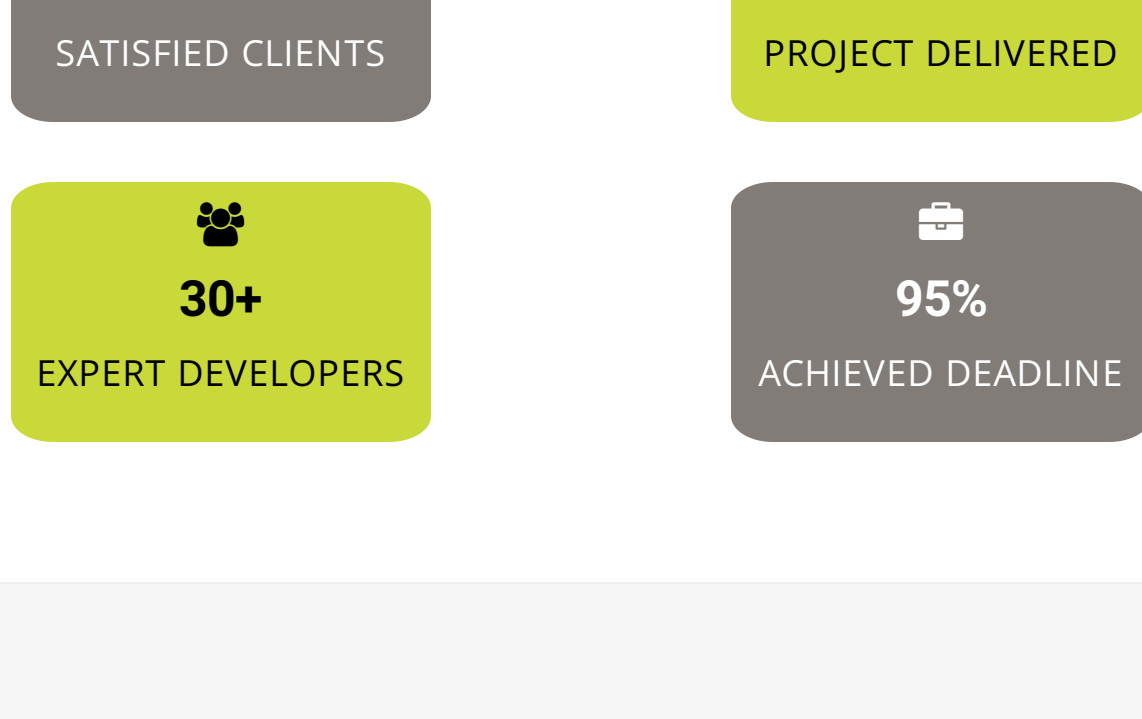 SATISFIED CLIENTS
PROJECT DELIVERED
30+
EXPERT DEVELOPERS
95%
ACHIEVED DEADLINE